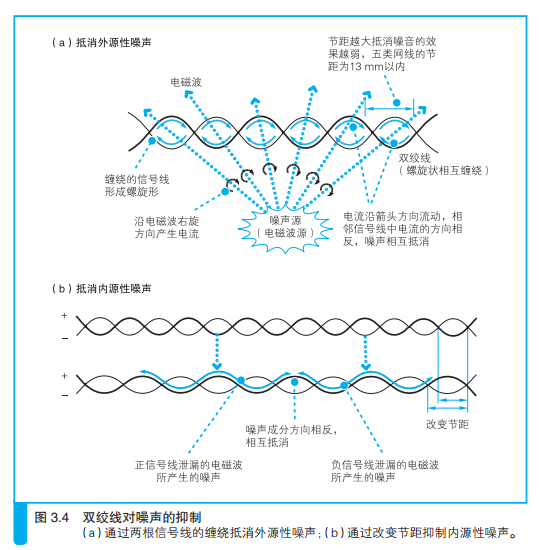 (a)抵消外源性噪声
节距越大抵消噪音的效
果越弱，五类网线的节
距为13 mm以内
电磁波
缠绕的信号线
形成螺旋形
双绞线
(螺旋状相互缠绕)
沿电磁波右旋
方向产生电流
噪声源
(电磁波源)
电流沿箭头方向流动，相
邻信号线中电流的方向相
反，噪声相互抵消
(b)抵消内源性噪声
+
−
+
−
改变节距
噪声成分方向相反，
相互抵消
正信号线泄漏的电磁波
所产生的噪声
负信号线泄漏的电磁波
所产生的噪声
图 3.4 双绞线对噪声的抑制
(a)通过两根信号线的缠绕抵消外源性噪声；(b)通过改变节距抑制内源性噪声。